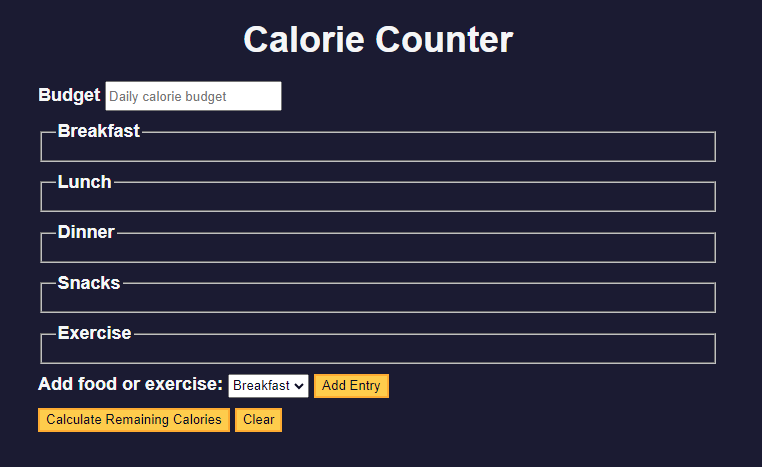 Calorie Counter
Budget Daily calorie budget
Breakfast
Lunch
Dinner
Snacks
Exercise
Add food or exercise: Breakfast Add Entry
Calculate Remaining Calories Clear